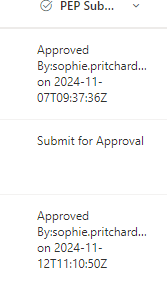 PEP Sub...
Approved
By:sophie.pritchard...
on 2024-11-
07T09:37:36Z
Submit for Approval
Approved
By:sophie.pritchard...
on 2024-11-
12T11:10:50Z